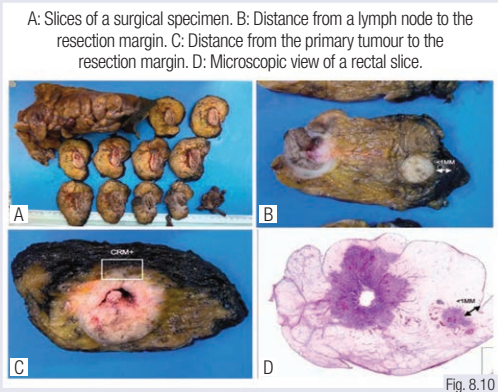 A: Slices of a surgical specimen. B: Distance from a lymph node to the
resection margin. C: Distance from the primary tumour to the
resection margin. D: Microscopic view of a rectal slice.
A
<1MM
B
CRM+
C
<1MM
D
Fig. 8.10